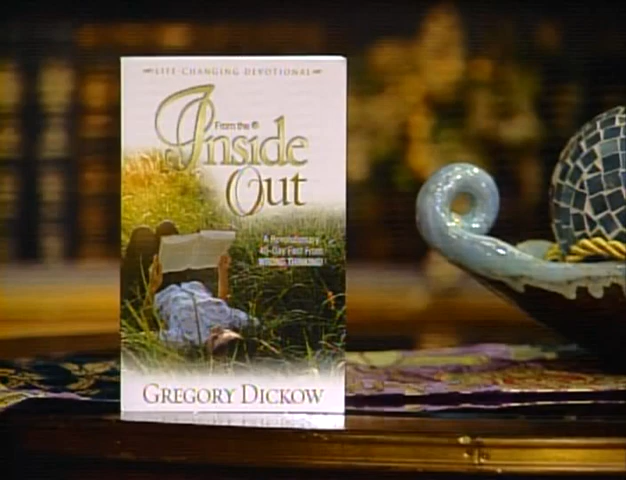 LIFE-CHANGING DEVOTIONAL
From the
Inside
Out
A Revolutionary
40-Day Fast From
WRONG THINKING
GREGORY DICKOW